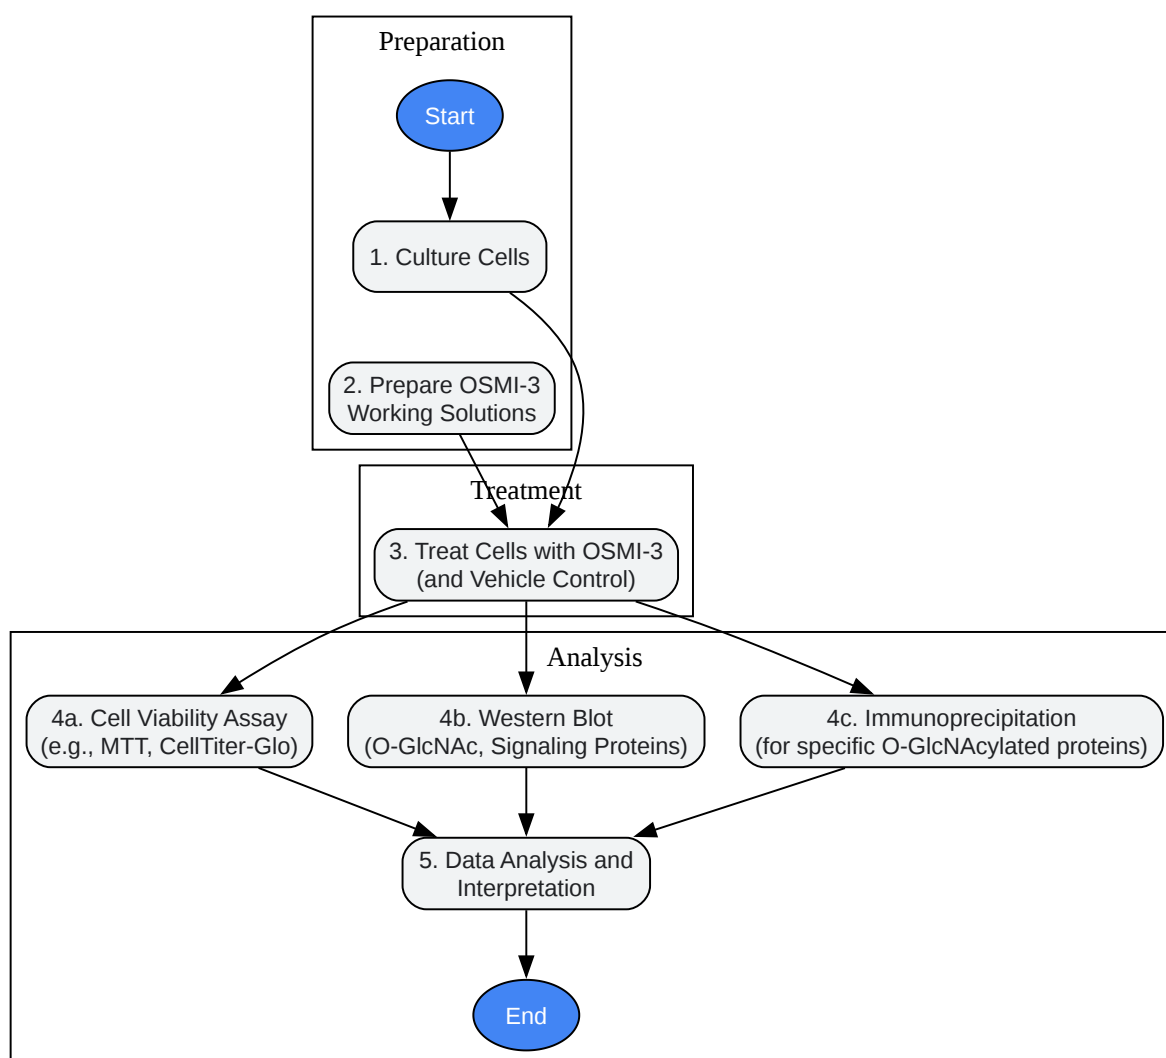 Preparation
Start
1. Culture Cells
2. Prepare OSMI-3
Working Solutions
Treatment
3. Treat Cells with OSMI-3
(and Vehicle Control)
Analysis
4a. Cell Viability Assay
(e.g., MTT, CellTiter-Glo)
4b. Western Blot
(O-GlcNAc, Signaling Proteins)
4c. Immunoprecipitation
(for specific O-GlcNAcylated proteins)
5. Data Analysis and
Interpretation
End